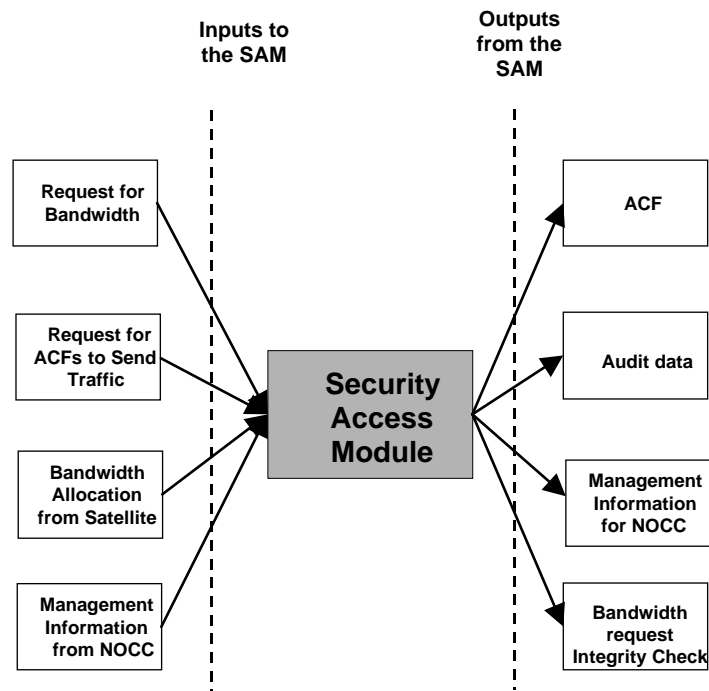 Inputs to
the SAM
Outputs
from the
SAM
Request for
Bandwidth
Request for
ACFs to Send
Traffic
Bandwidth
Allocation
from Satellite
Management
Information
from NOCC
Security
Access
Module
ACF
Audit data
Management
Information
for NOCC
Bandwidth
request
Integrity Check